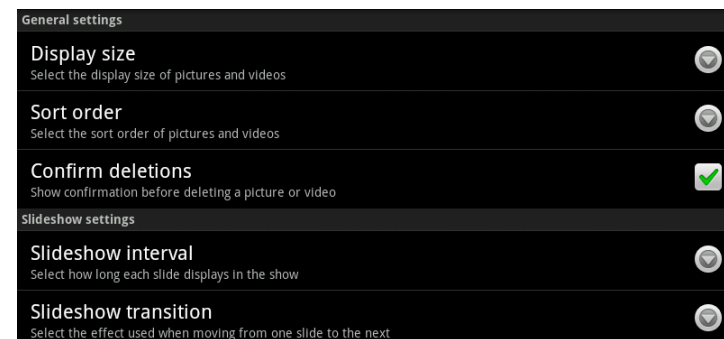 General settings
Display size
Select the display size of pictures and videos
Sort order
Select the sort order of pictures and videos
Confirm deletions
Show confirmation before deleting a picture or video
Slideshow settings
Slideshow interval
Select how long each slide displays in the show
Slideshow transition
Select the effect used when moving from one slide to the next